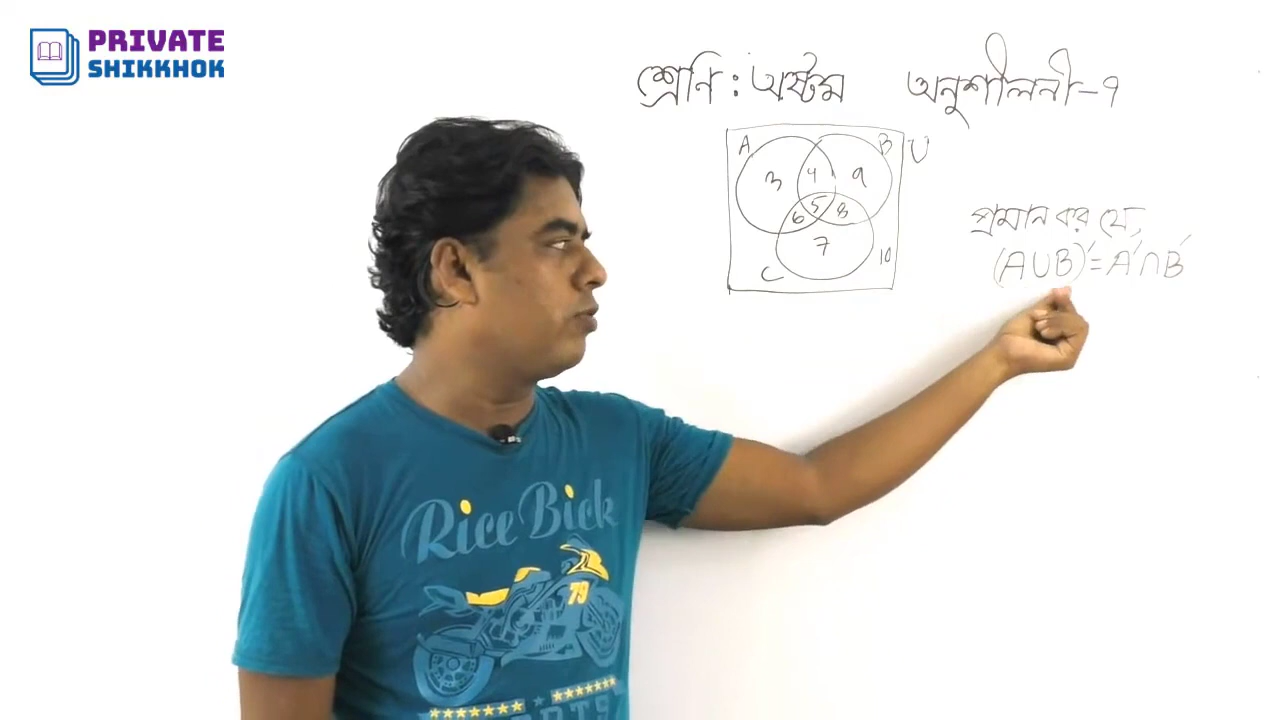 PRIVATE
SHIKKHOK
শ্রেণি : অষ্টম অনুশীলনী-৭
A B U
3 4 9
6 5 8
7
C 10
প্রমান কর যে,
(A∪B)′ = A′∩B′
Rice Bick
79